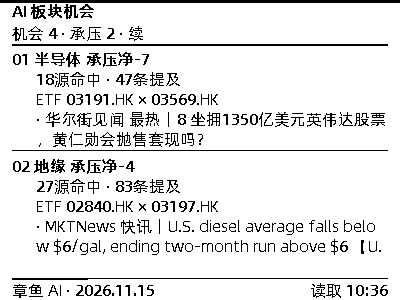 AI 板块机会
机会 4 · 承压 2 · 续
01 半导体 承压净-7
18源命中 · 47条提及
ETF 03191.HK × 03569.HK
· 华尔街见闻 最热｜8 坐拥1350亿美元英伟达股票
，黄仁勋会抛售套现吗？
02 地缘 承压净-4
27源命中 · 83条提及
ETF 02840.HK × 03197.HK
· MKTNews 快讯｜U.S. diesel average falls belo
w $6/gal, ending two-month run above $6 【U.
章鱼 AI · 2026.11.15
读取 10:36